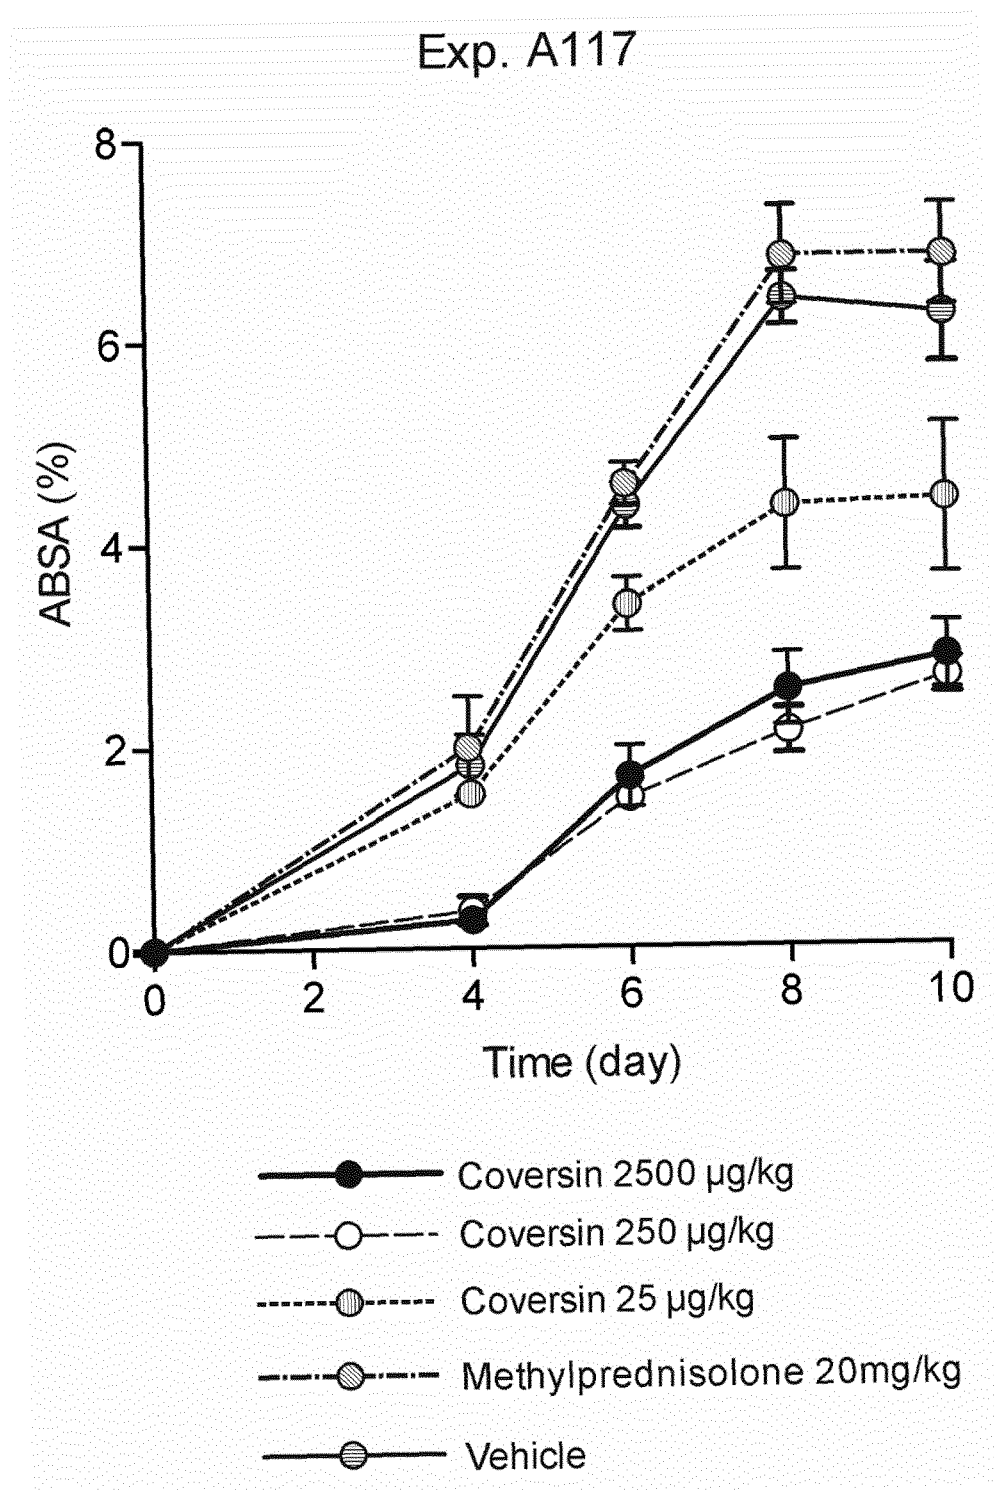 Exp. A117
8
6
4
2
0
ABSA (%)
0 2 4 6 8 10
Time (day)
Coversin 2500 µg/kg
Coversin 250 µg/kg
Coversin 25 µg/kg
Methylprednisolone 20mg/kg
Vehicle